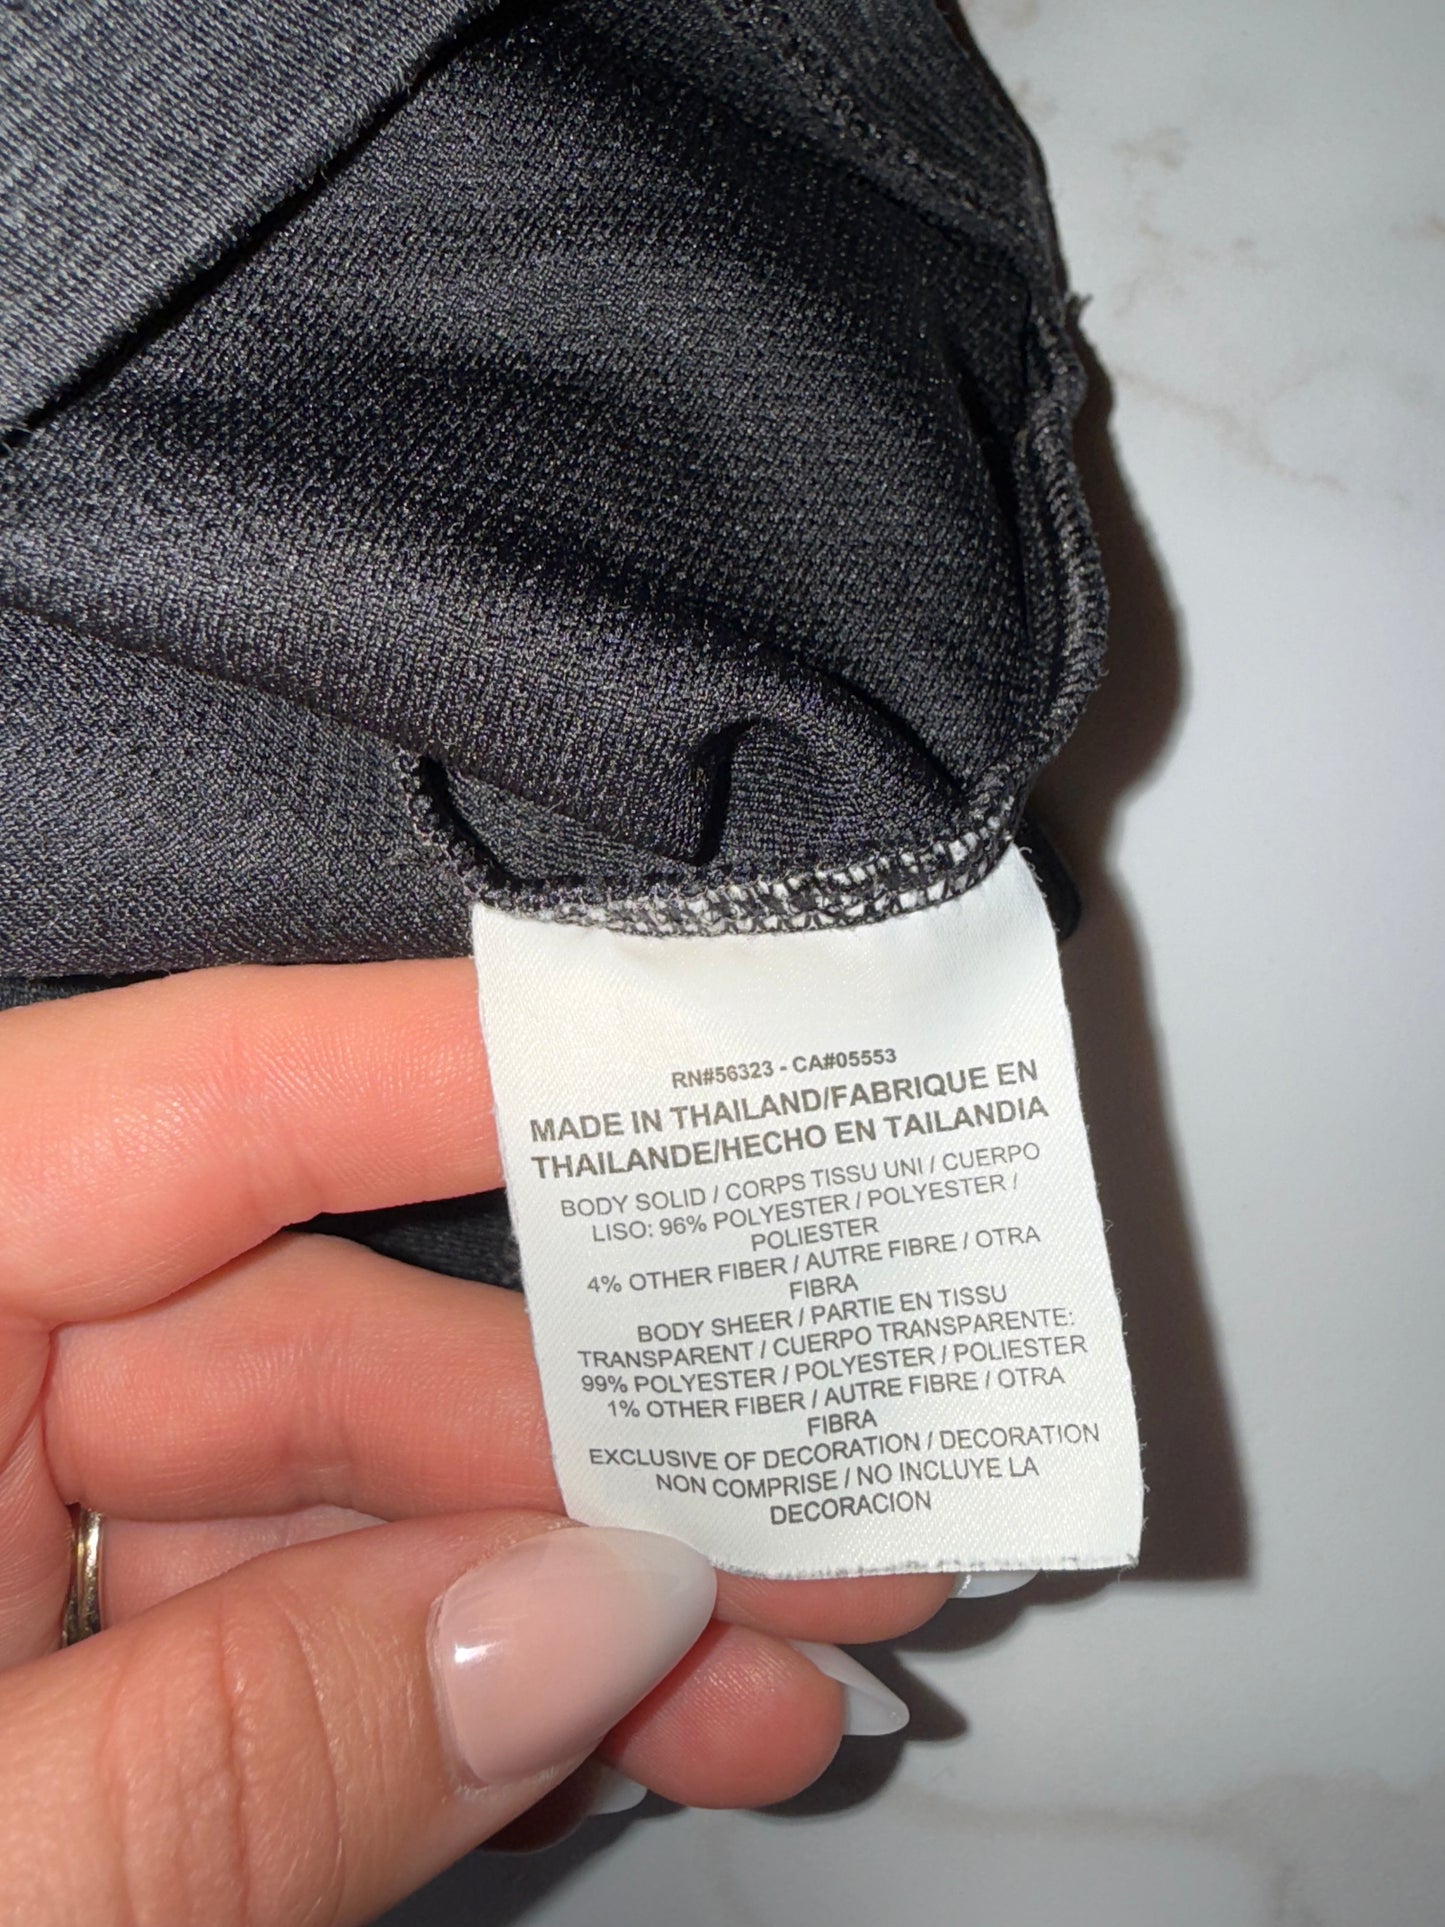 RN#56323 - CA#05553
MADE IN THAILAND/FABRIQUE EN
THAILANDE/HECHO EN TAILANDIA
BODY SOLID / CORPS TISSU UNI / CUERPO
LISO: 96% POLYESTER / POLYESTER /
POLIESTER
4% OTHER FIBER / AUTRE FIBRE / OTRA
FIBRA
BODY SHEER / PARTIE EN TISSU
TRANSPARENT / CUERPO TRANSPARENTE:
99% POLYESTER / POLYESTER / POLIESTER
1% OTHER FIBER / AUTRE FIBRE / OTRA
FIBRA
EXCLUSIVE OF DECORATION / DECORATION
NON COMPRISE / NO INCLUYE LA
DECORACION